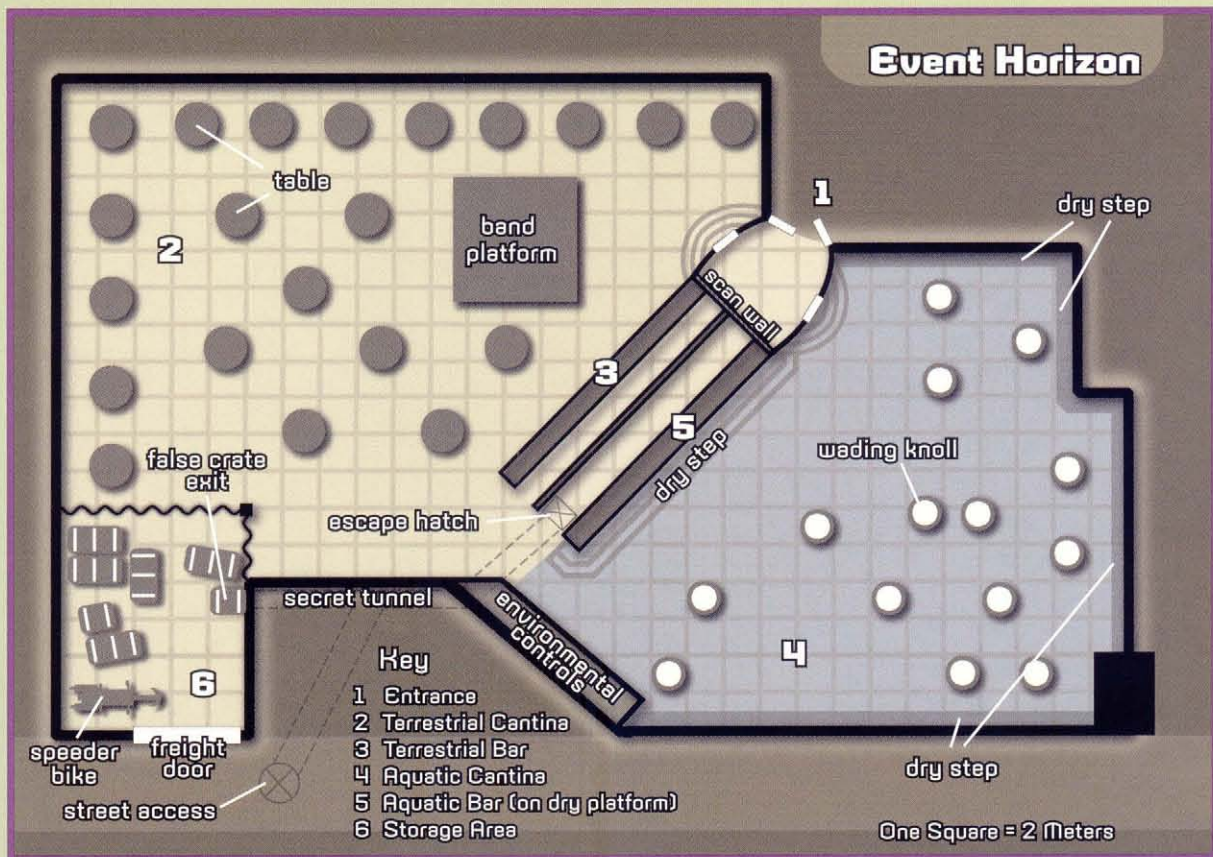 Event Horizon
1
dry step
table
2
band
platform
scan wall
3
5
dry step
wading knoll
false crate
exit
escape hatch
secret tunnel
environmental
controls
4
6
speeder
bike
freight
door
street access
Key
1 Entrance
2 Terrestrial Cantina
3 Terrestrial Bar
4 Aquatic Cantina
5 Aquatic Bar (on dry platform)
6 Storage Area
dry step
One Square = 2 Meters